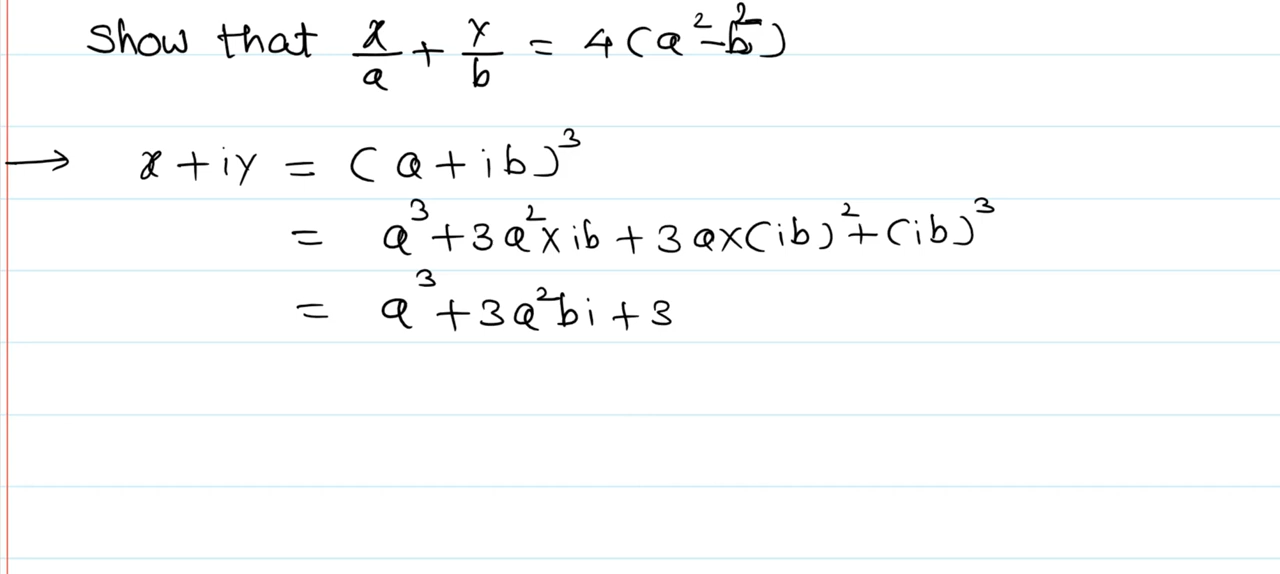 Show that x/a + y/b = 4(a²-b²)
→ x + iy = (a + ib)³
= a³ + 3a² x ib + 3a x (ib)² + (ib)³
= a³ + 3a²bi + 3